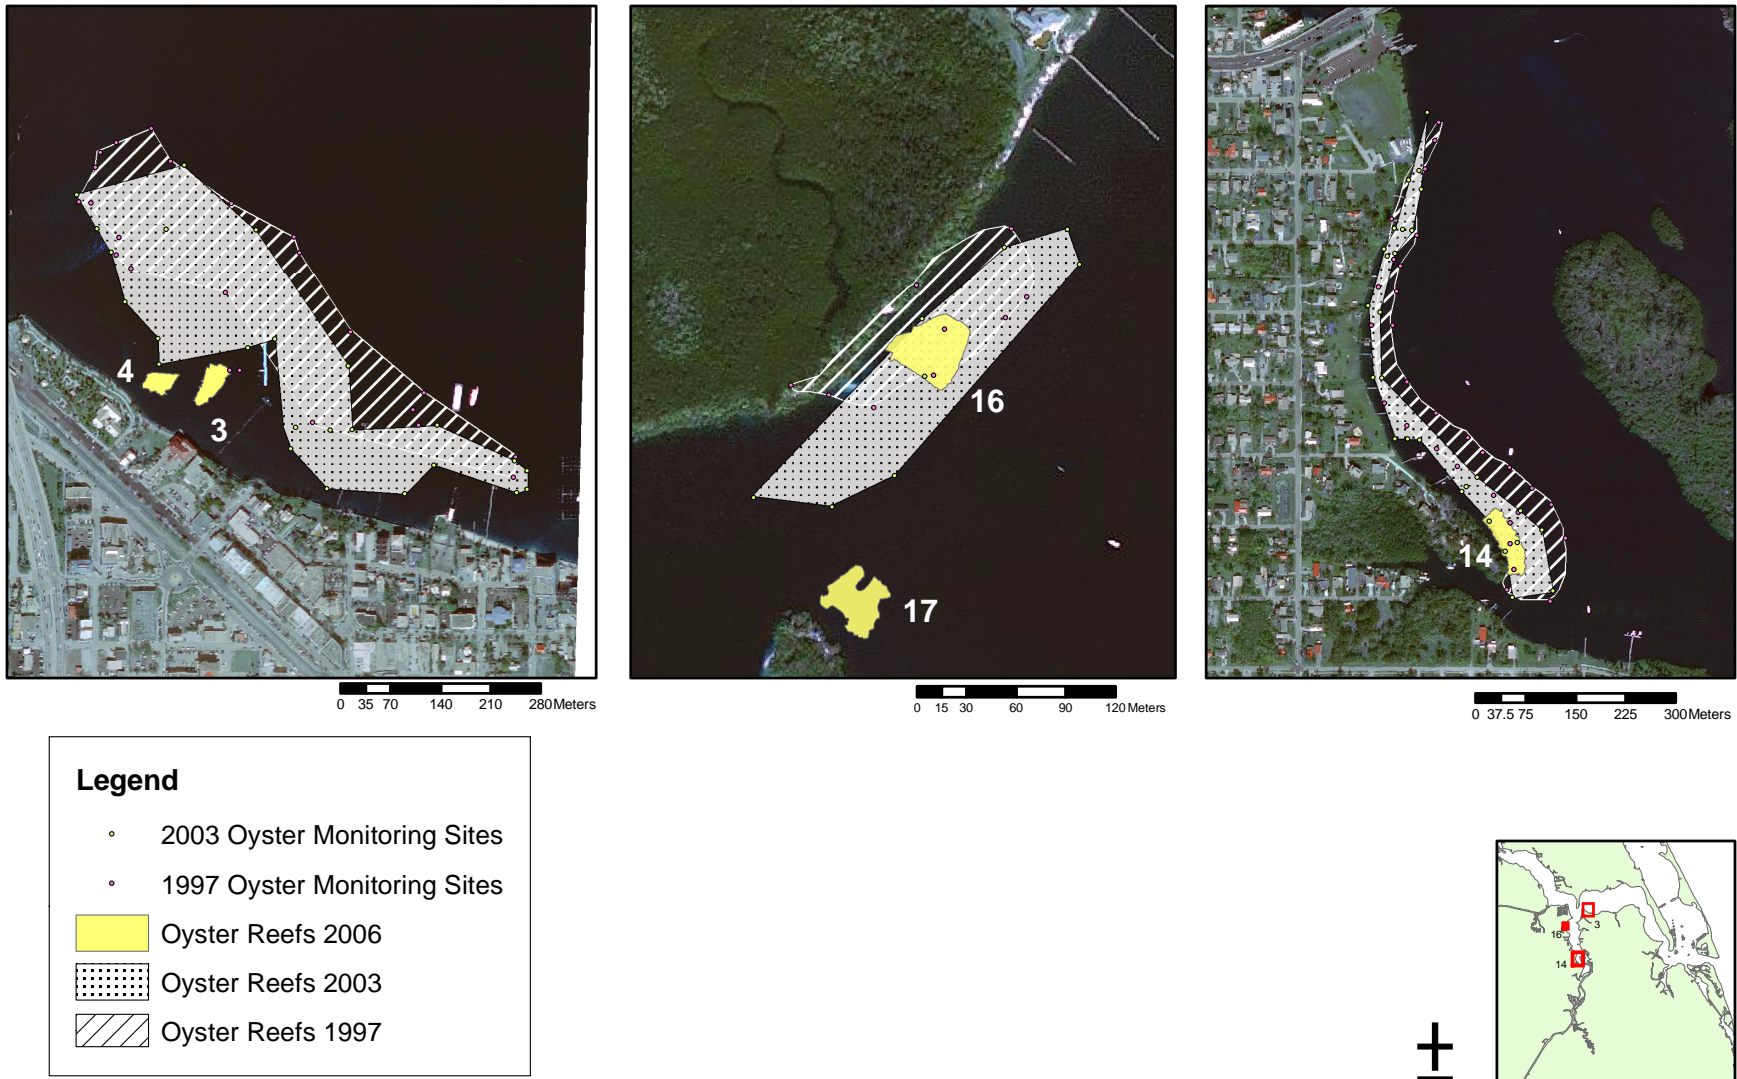 4
3
16
17
14
0 35 70 140 210 280 Meters
0 15 30 60 90 120 Meters
0 37.5 75 150 225 300 Meters
Legend
2003 Oyster Monitoring Sites
1997 Oyster Monitoring Sites
Oyster Reefs 2006
Oyster Reefs 2003
Oyster Reefs 1997
3
16
14